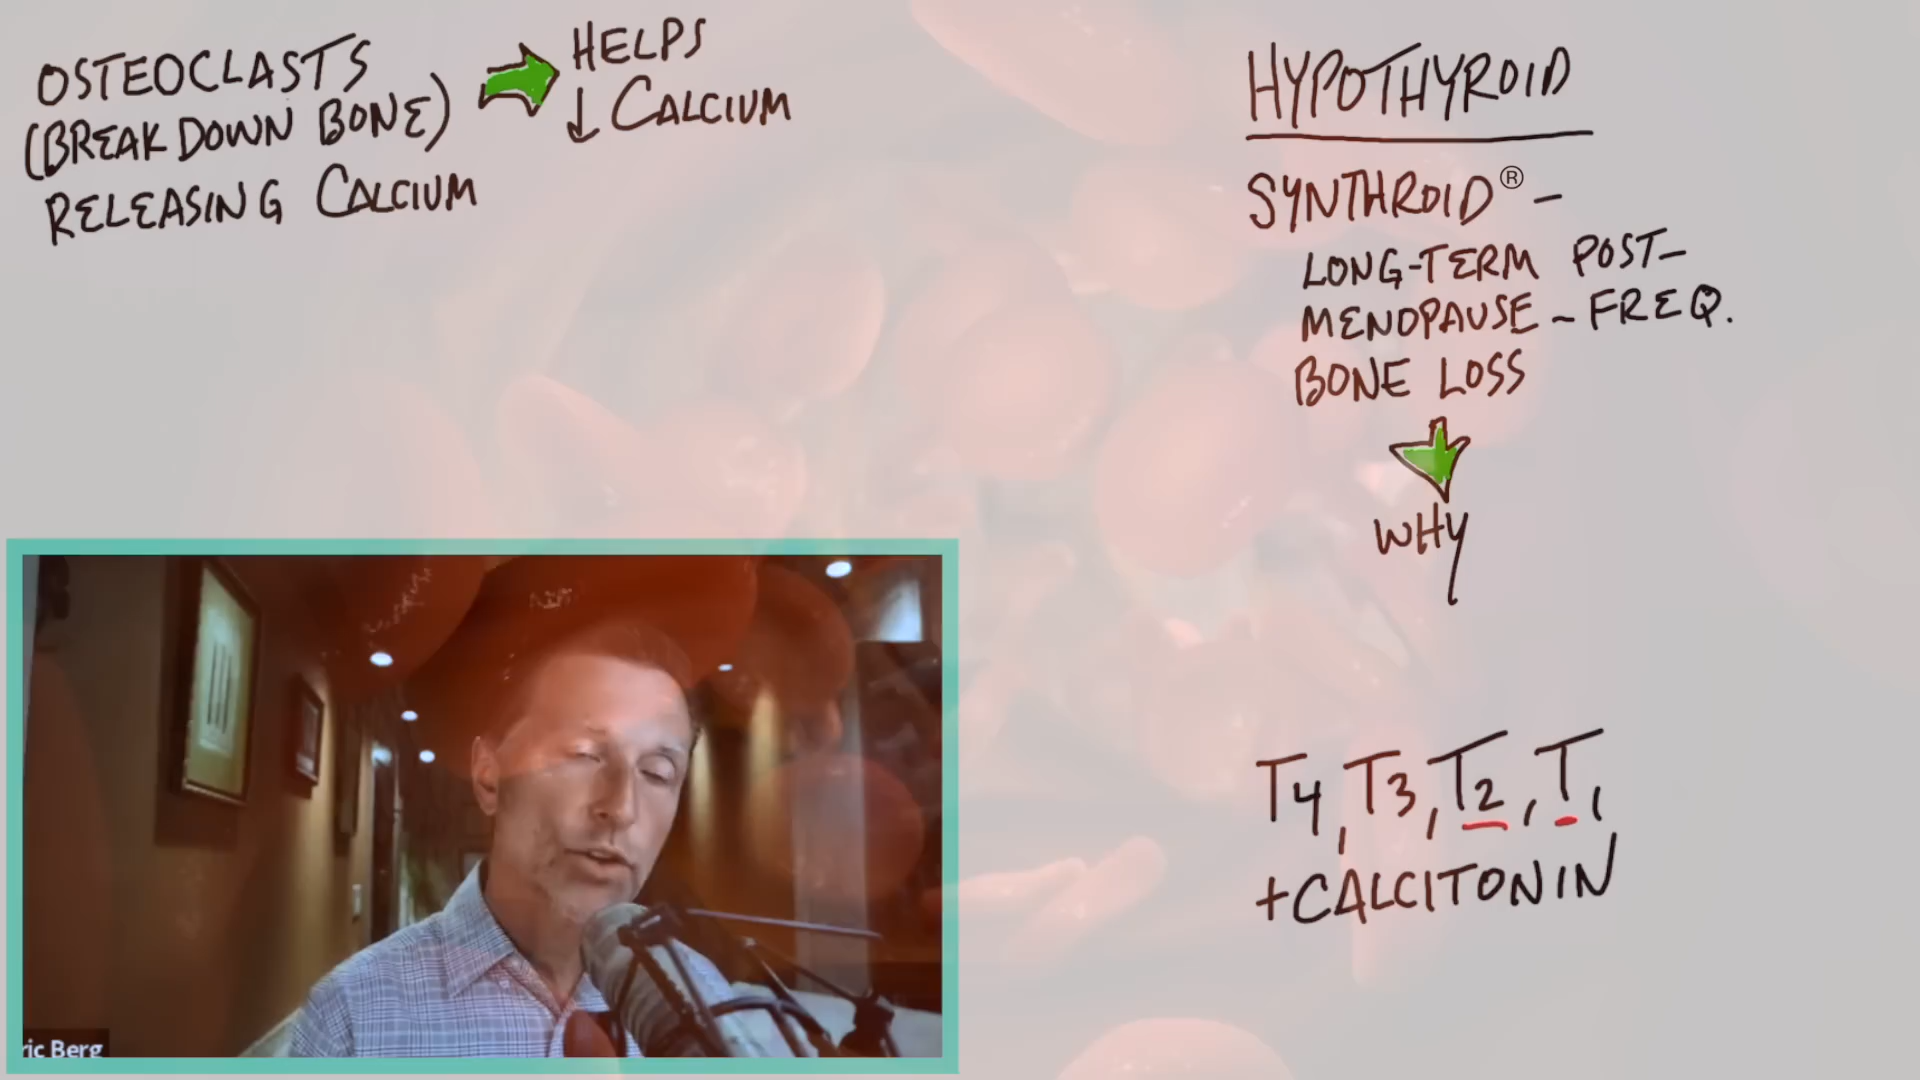 OSTEOCLASTS
(BREAK DOWN BONE)
RELEASING CALCIUM
HELPS
↓ CALCIUM
HYPOTHYROID
SYNTHROID® -
LONG-TERM POST-
MENOPAUSE - FREQ.
BONE LOSS
WHY
T4, T3, T2, T1
+CALCITONIN
ric Berg